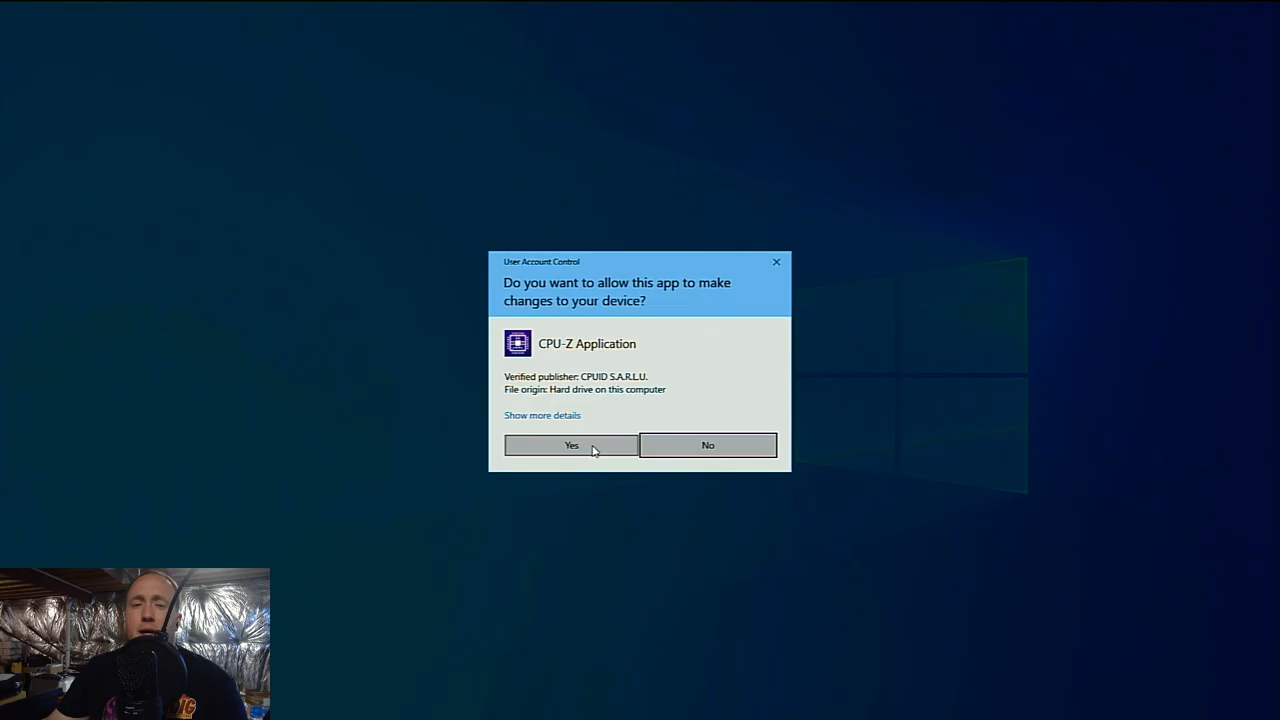 User Account Control
Do you want to allow this app to make
changes to your device?
CPU-Z Application
Verified publisher: CPUID S.A.R.L.U.
File origin: Hard drive on this computer
Show more details
Yes
No